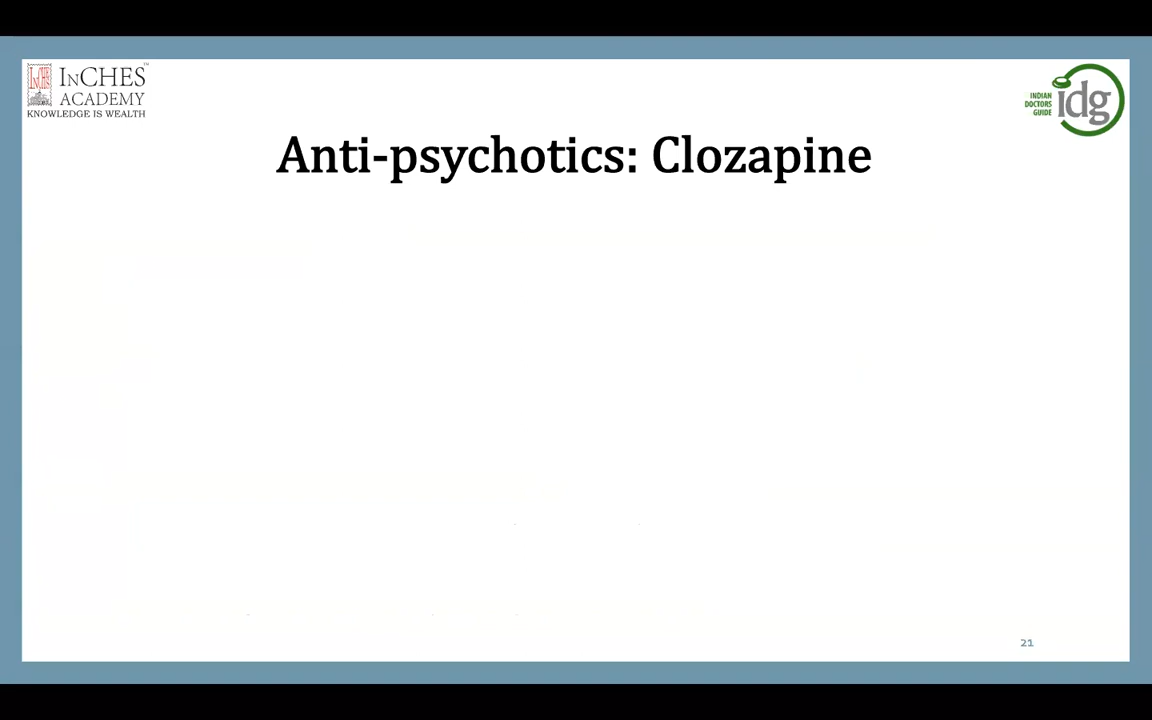 INCHES
ACADEMY
KNOWLEDGE IS WEALTH
INDIAN
DOCTORS
GUIDE
idg
Anti-psychotics: Clozapine
21